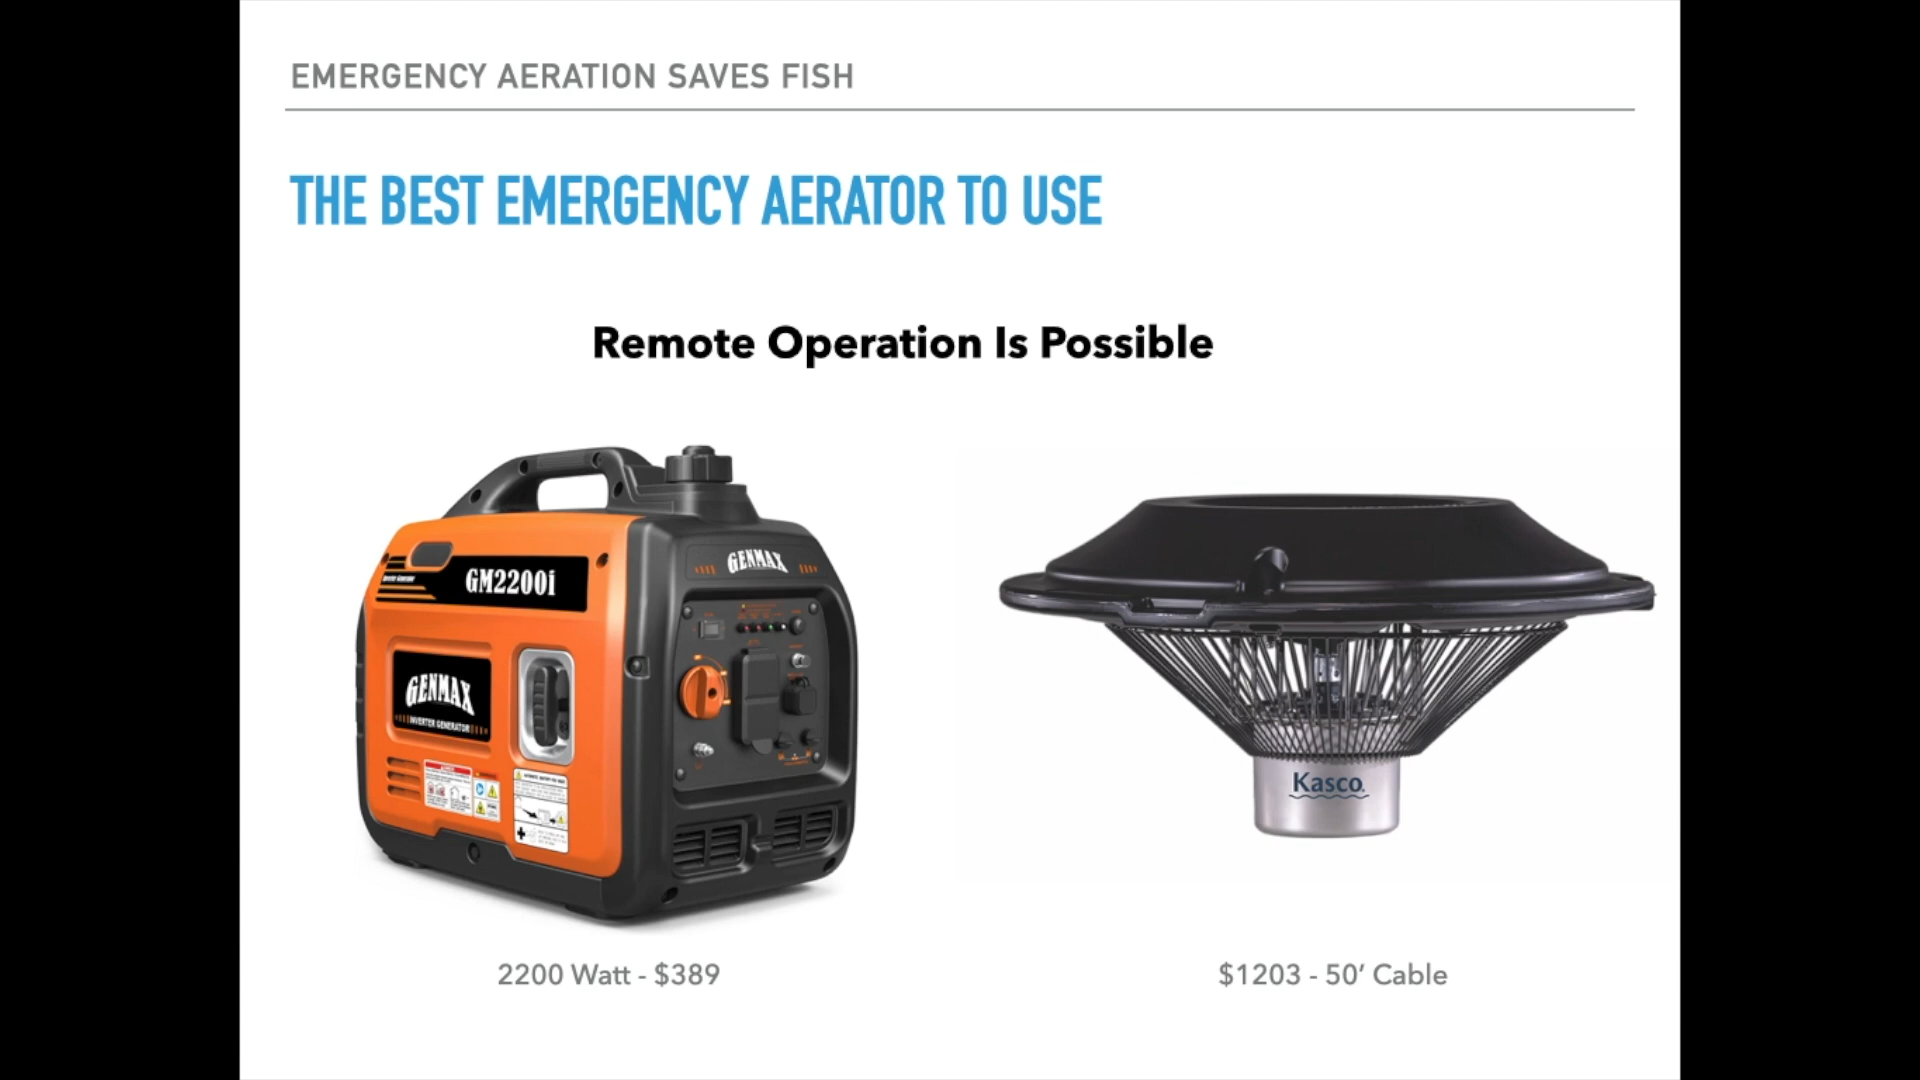 EMERGENCY AERATION SAVES FISH
THE BEST EMERGENCY AERATOR TO USE
Remote Operation Is Possible
GENMAX
GM2200i
GENMAX
INVERTER GENERATOR
Kasco
2200 Watt - $389
$1203 - 50’ Cable